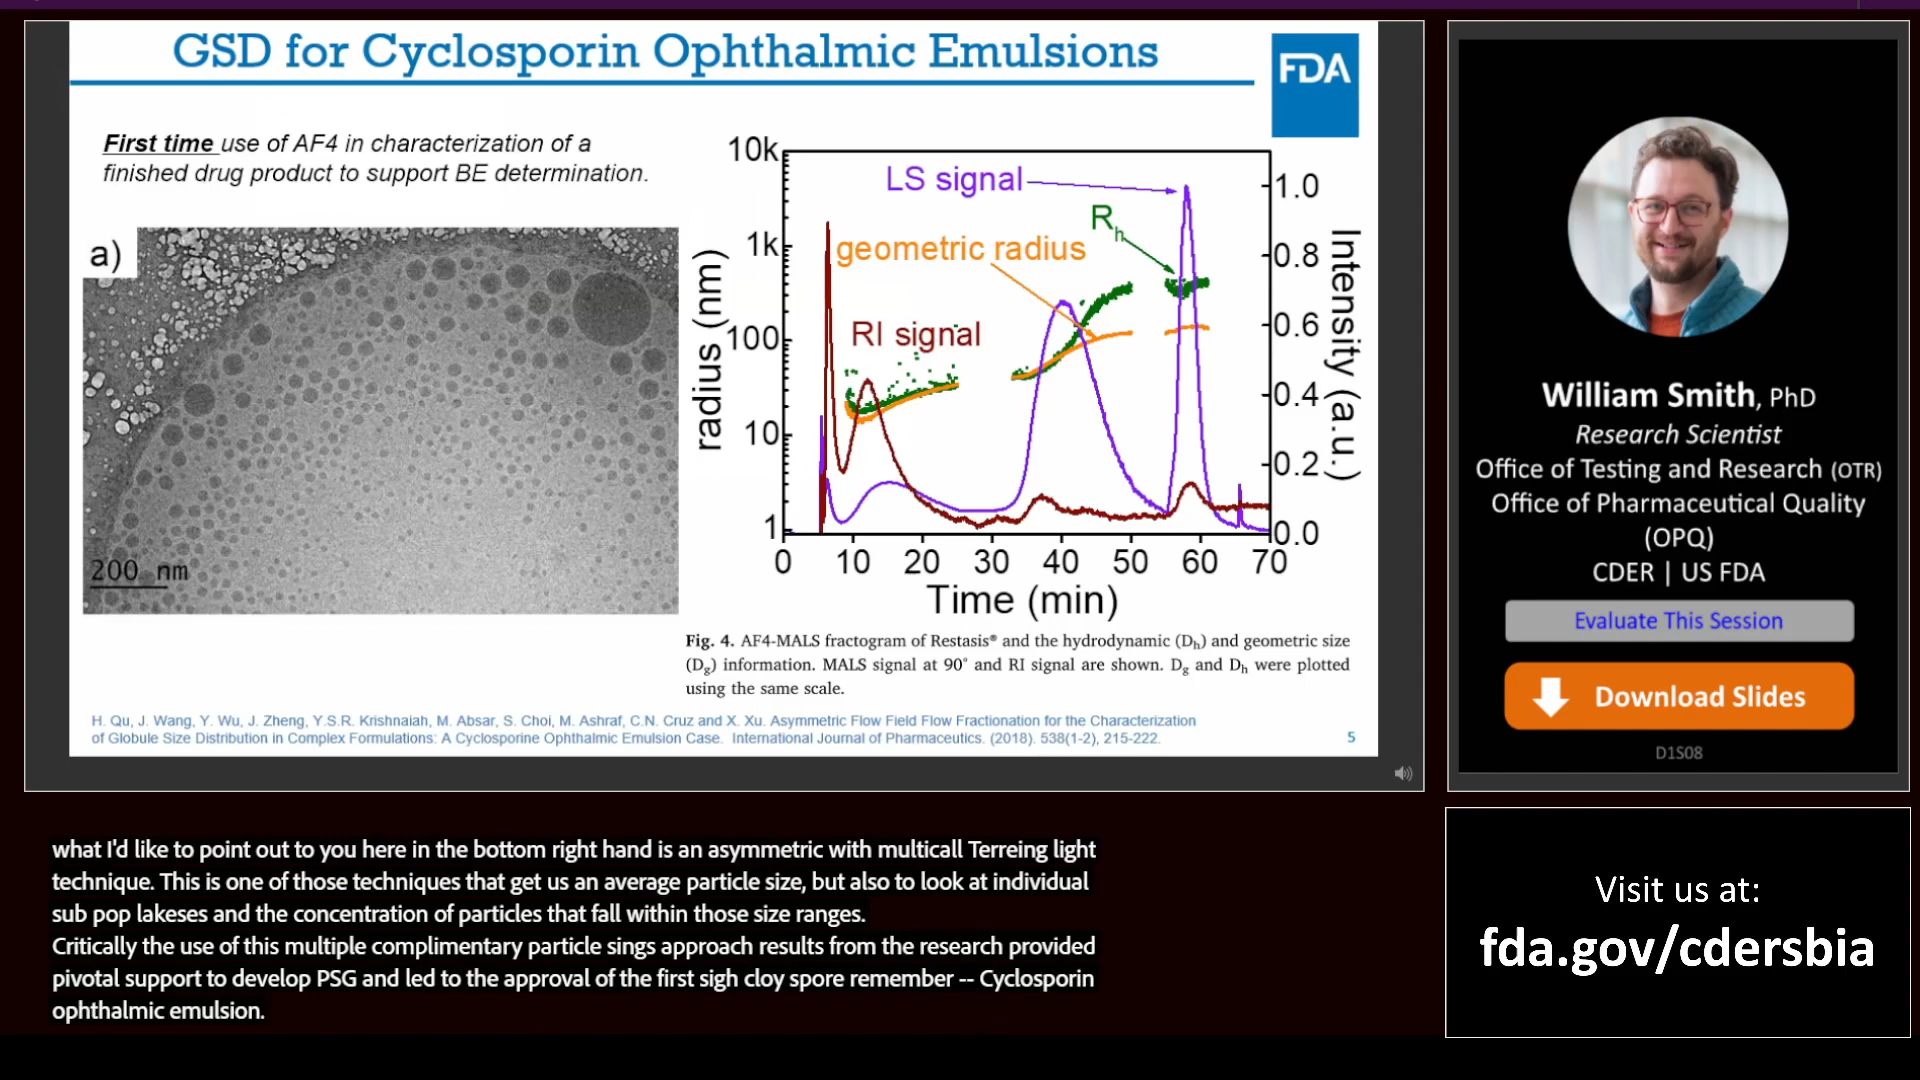 GSD for Cyclosporin Ophthalmic Emulsions
FDA
First time use of AF4 in characterization of a
finished drug product to support BE determination.
a)
200 nm
10k
1k
100
10
1
radius (nm)
LS signal
Rh
geometric radius
RI signal
1.0
0.8
0.6
0.4
0.2
0.0
Intensity (a.u.)
0 10 20 30 40 50 60 70
Time (min)
Fig. 4. AF4-MALS fractogram of Restasis® and the hydrodynamic (Dh) and geometric size
(Dg) information. MALS signal at 90° and RI signal are shown. Dg and Dh were plotted
using the same scale.
H. Qu, J. Wang, Y. Wu, J. Zheng, Y.S.R. Krishnaiah, M. Absar, S. Choi, M. Ashraf, C.N. Cruz and X. Xu. Asymmetric Flow Field Flow Fractionation for the Characterization
of Globule Size Distribution in Complex Formulations: A Cyclosporine Ophthalmic Emulsion Case. International Journal of Pharmaceutics. (2018). 538(1-2), 215-222.
5
William Smith, PhD
Research Scientist
Office of Testing and Research (OTR)
Office of Pharmaceutical Quality
(OPQ)
CDER | US FDA
Evaluate This Session
Download Slides
D1S08
what I'd like to point out to you here in the bottom right hand is an asymmetric with multicall Terreing light
technique. This is one of those techniques that get us an average particle size, but also to look at individual
sub pop lakeses and the concentration of particles that fall within those size ranges.
Critically the use of this multiple complimentary particle sings approach results from the research provided
pivotal support to develop PSG and led to the approval of the first sigh cloy spore remember -- Cyclosporin
ophthalmic emulsion.
Visit us at:
fda.gov/cdersbia